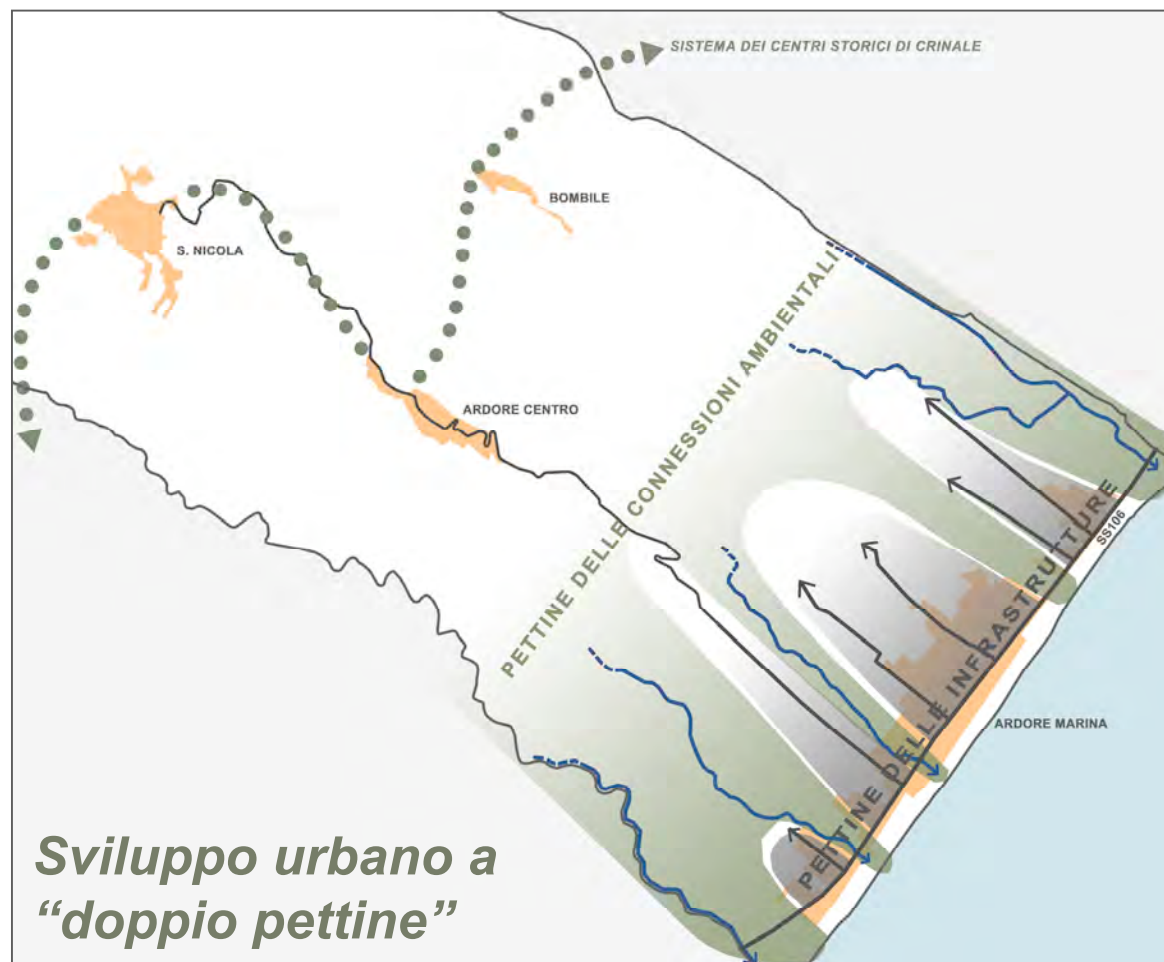 SISTEMA DEI CENTRI STORICI DI CRINALE
BOMBILE
S. NICOLA
ARDORE CENTRO
PETTINE DELLE CONNESSIONI AMBIENTALI
PETTINE DELLE INFRASTRUTTURE
SS106
ARDORE MARINA
Sviluppo urbano a
“doppio pettine”